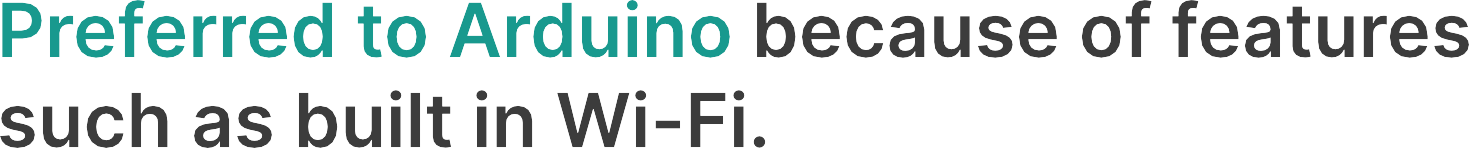 Preferred to Arduino because of features
such as built in Wi-Fi.